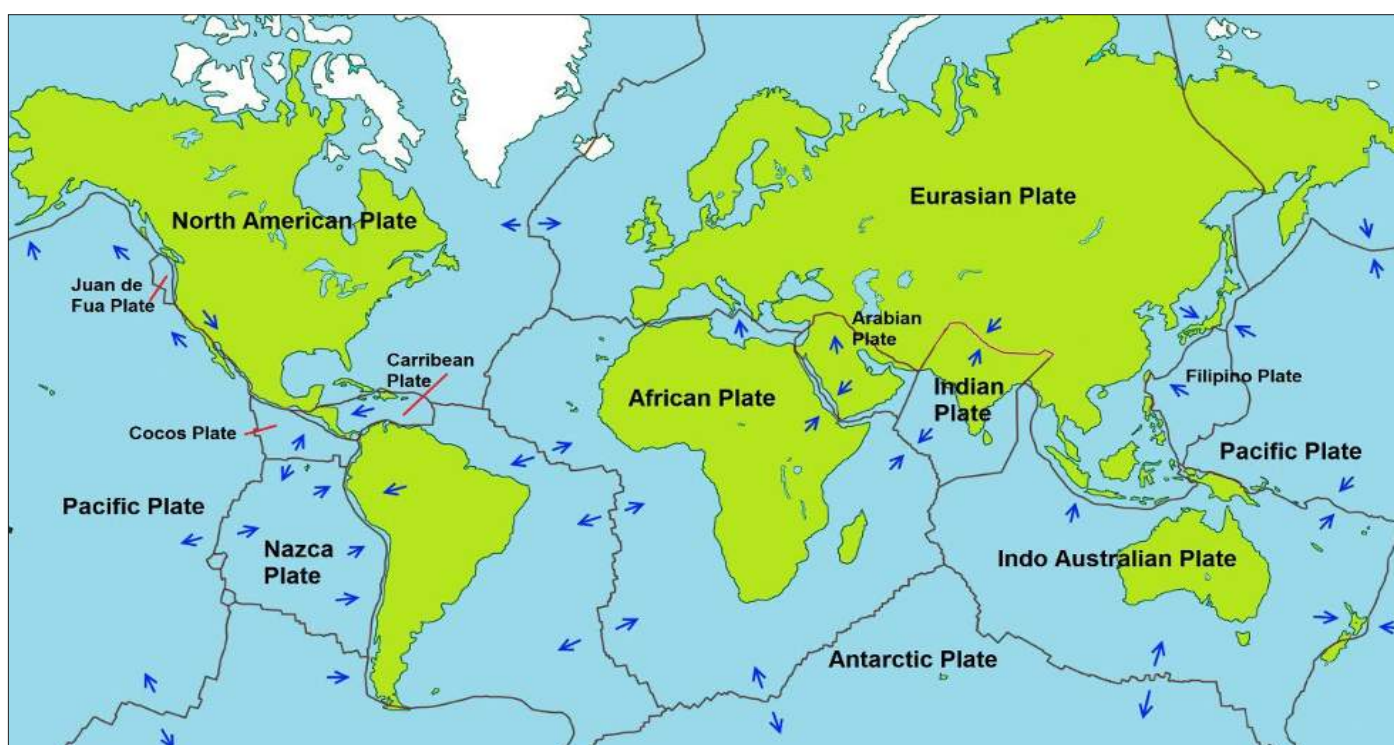 North American Plate
Eurasian Plate
Juan de
Fua Plate
Arabian
Plate
Carribean
Plate
Indian
Plate
Filipino Plate
African Plate
Cocos Plate
Pacific Plate
Pacific Plate
Nazca
Plate
Indo Australian Plate
Antarctic Plate